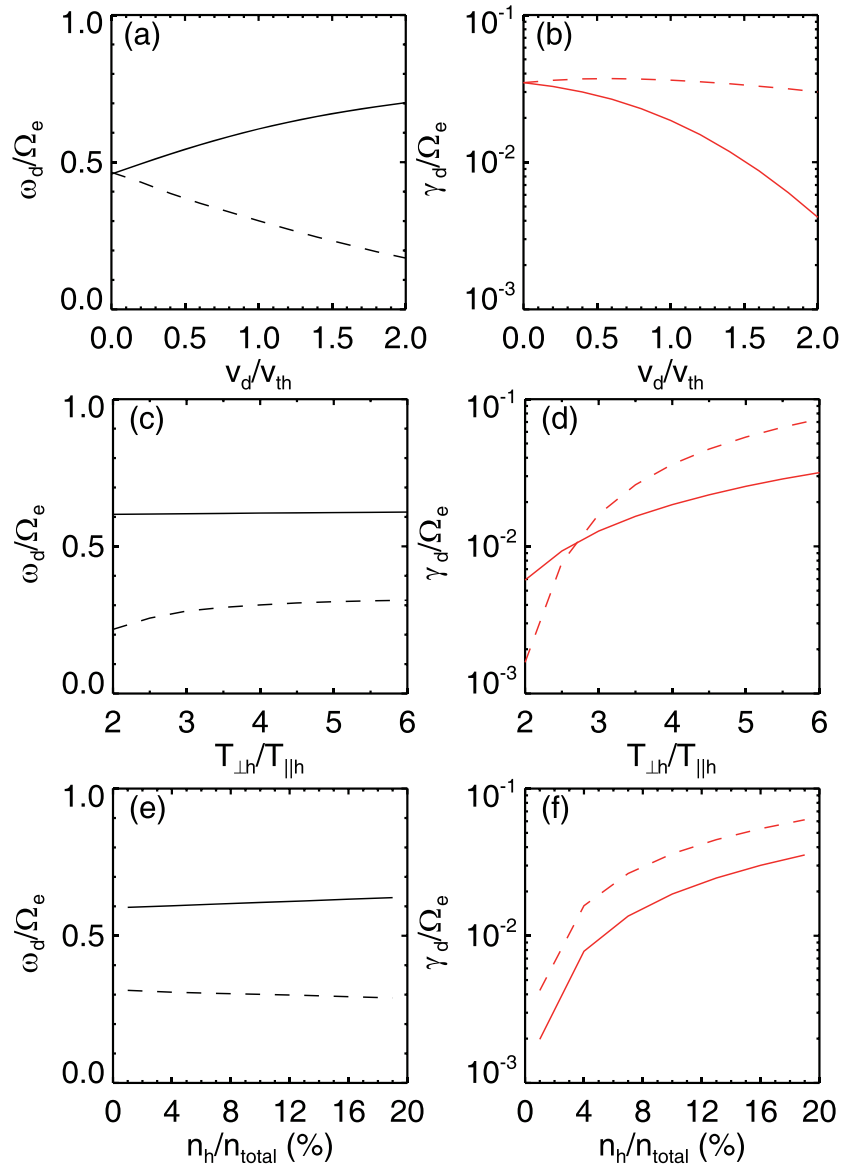 (a)
1.0
0.5
0.0
ω_d/Ω_e
0.0 0.5 1.0 1.5 2.0
v_d/v_th
(b)
10^-1
10^-2
10^-3
γ_d/Ω_e
0.0 0.5 1.0 1.5 2.0
v_d/v_th
(c)
1.0
0.5
0.0
ω_d/Ω_e
2 3 4 5 6
T_⊥h/T_||h
(d)
10^-1
10^-2
10^-3
γ_d/Ω_e
2 3 4 5 6
T_⊥h/T_||h
(e)
1.0
0.5
0.0
ω_d/Ω_e
0 4 8 12 16 20
n_h/n_total (%)
(f)
10^-1
10^-2
10^-3
γ_d/Ω_e
0 4 8 12 16 20
n_h/n_total (%)